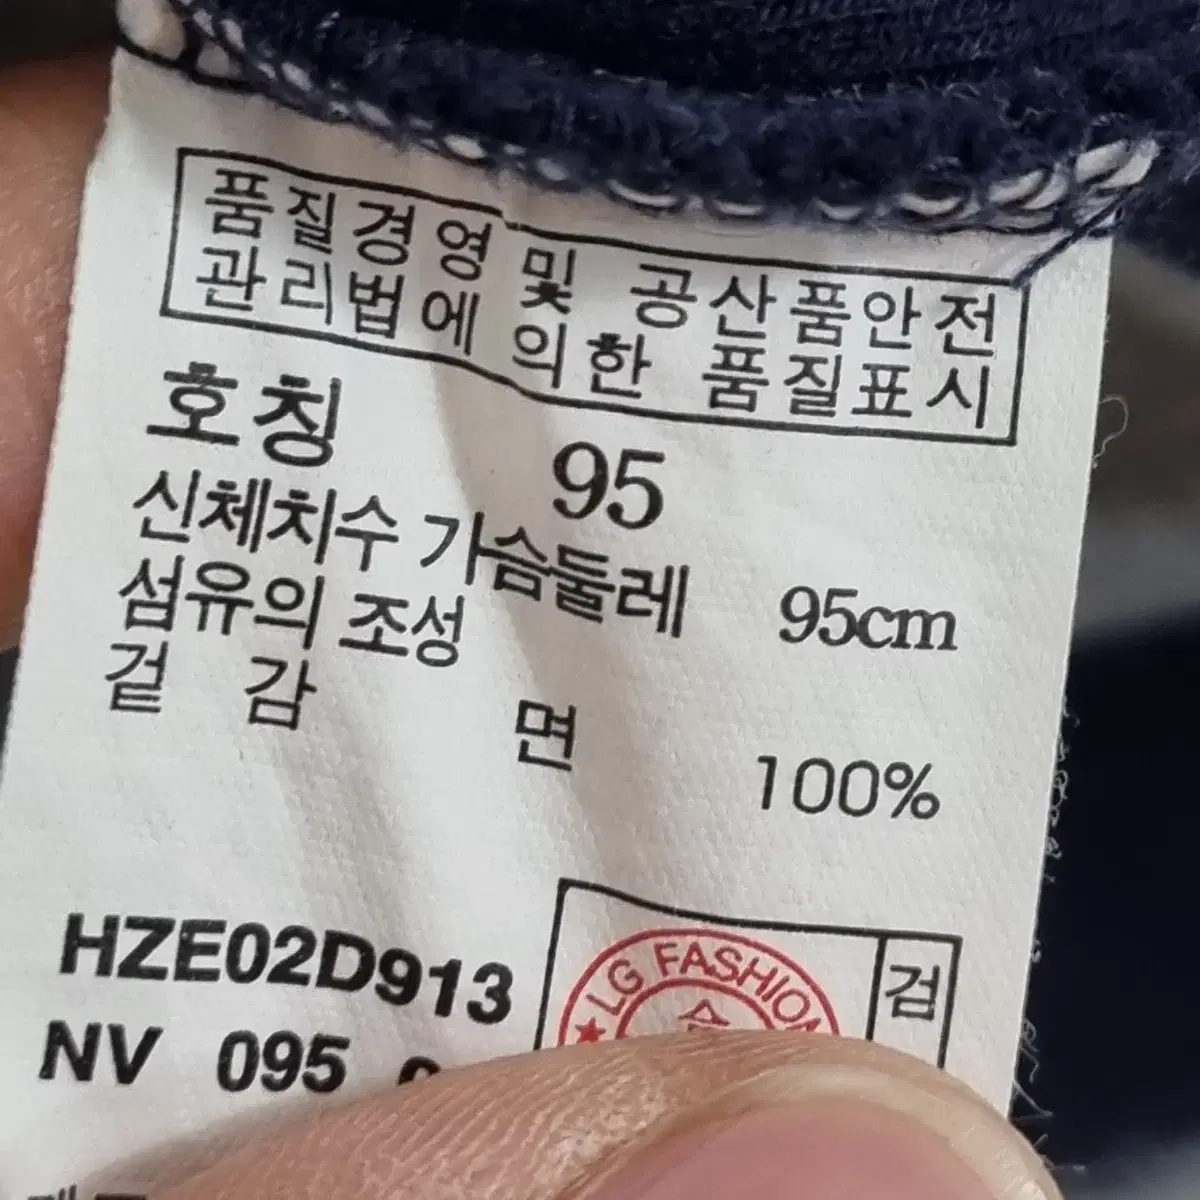 품질경영 및 공산품안전
관리법에 의한 품질표시
호칭 95
신체치수 가슴둘레 95cm
섬유의 조성
겉 감 면 100%
HZE02D913
NV 095
LG FASHION
검